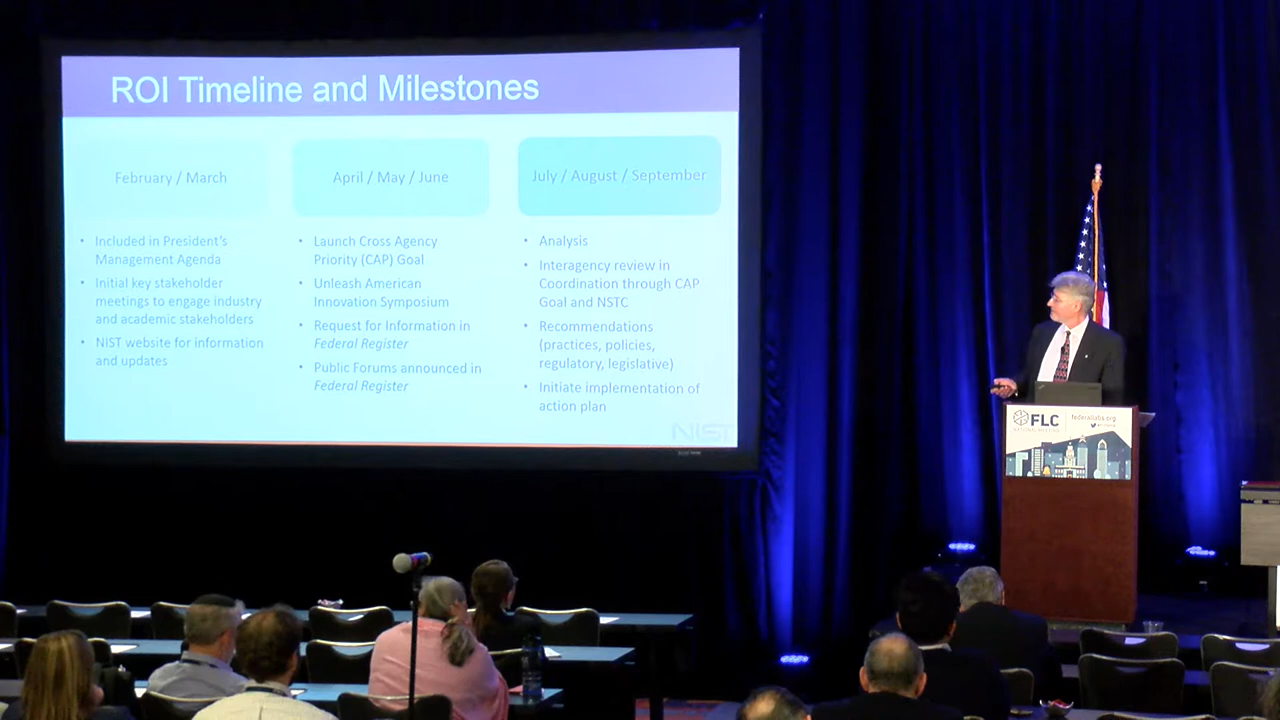 ROI Timeline and Milestones
February / March
• Included in President's
Management Agenda
• Initial key stakeholder
meetings to engage industry
and academic stakeholders
• NIST website for information
and updates
April / May / June
• Launch Cross Agency
Priority (CAP) Goal
• Unleash American
Innovation Symposium
• Request for Information in
Federal Register
• Public Forums announced in
Federal Register
July / August / September
• Analysis
• Interagency review in
Coordination through CAP
Goal and NSTC
• Recommendations
(practices, policies,
regulatory, legislative)
• Initiate implementation of
action plan
NIST
FLC
NATIONAL MEETING
federallabs.org